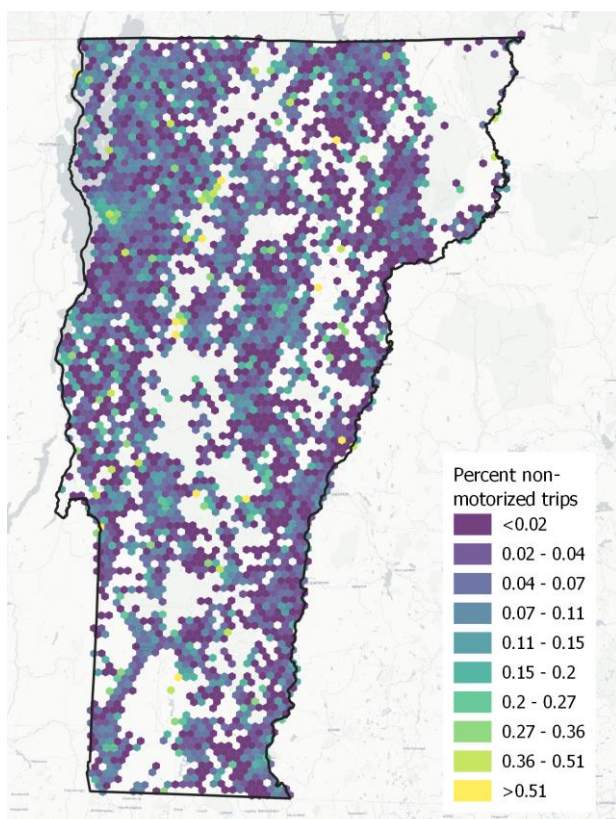 Percent non-
motorized trips
<0.02
0.02 - 0.04
0.04 - 0.07
0.07 - 0.11
0.11 - 0.15
0.15 - 0.2
0.2 - 0.27
0.27 - 0.36
0.36 - 0.51
>0.51